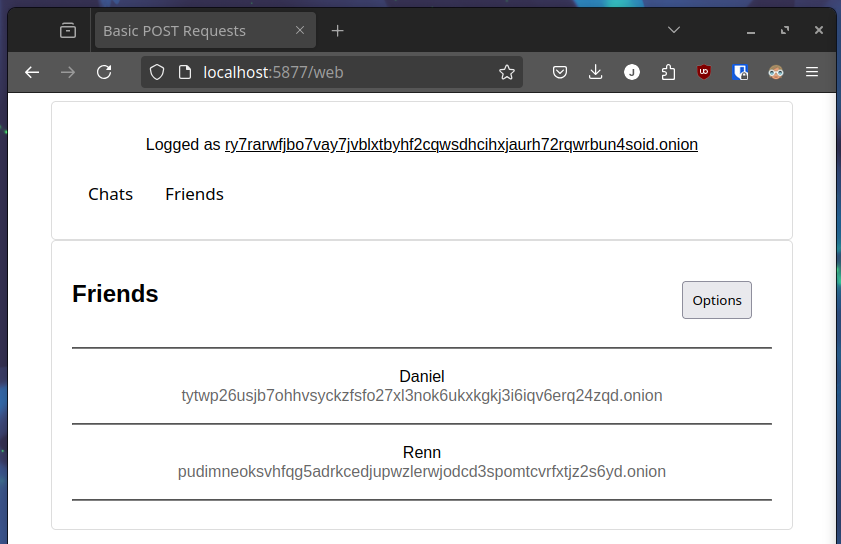 Basic POST Requests
localhost:5877/web
Logged as ry7rarwfjbo7vay7jvblxtbyhf2cqwsdhcihxjaurh72rqwrbun4soid.onion
Chats Friends
Friends
Options
Daniel
tytwp26usjb7ohhvsyckzfsfo27xl3nok6ukxkgkj3i6iqv6erq24zqd.onion
Renn
pudimneoksvhfqg5adrkcedjupwzlerwjodcd3spomtcvrfxtjz2s6yd.onion